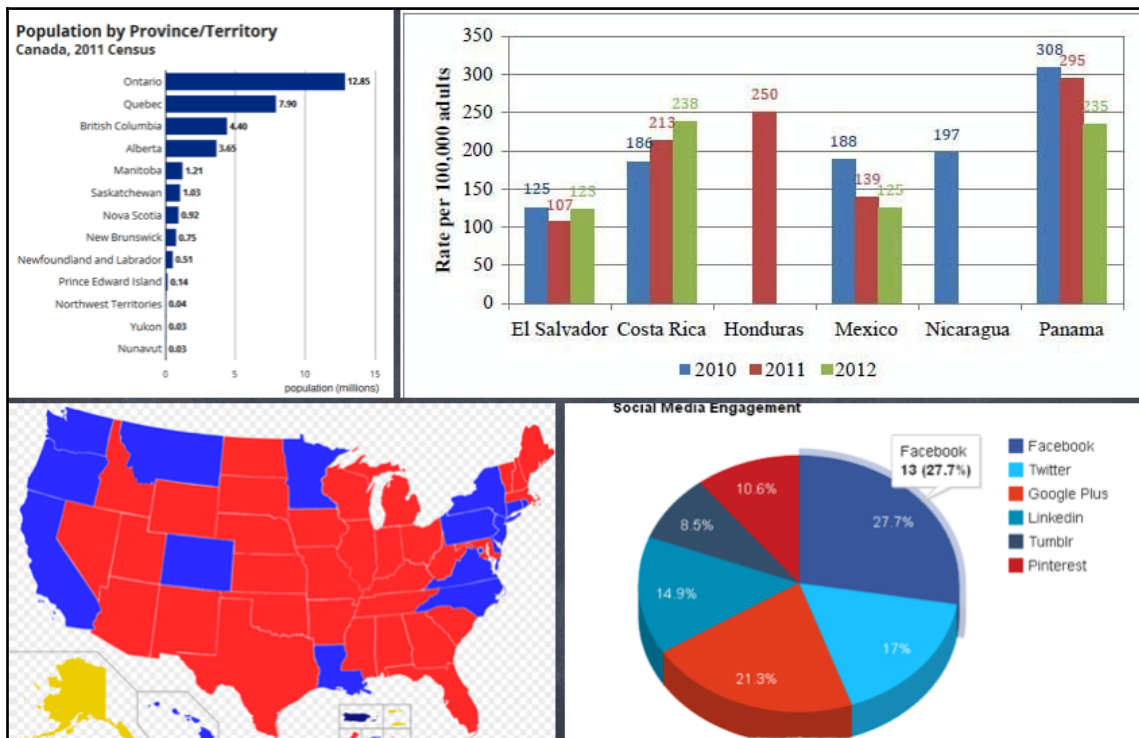 Population by Province/Territory
Canada, 2011 Census
Ontario 12.85
Quebec 7.90
British Columbia 4.40
Alberta 3.65
Manitoba 1.21
Saskatchewan 1.03
Nova Scotia 0.92
New Brunswick 0.75
Newfoundland and Labrador 0.51
Prince Edward Island 0.14
Northwest Territories 0.04
Yukon 0.03
Nunavut 0.03
0 5 10 15
population (millions)
Rate per 100,000 adults
350
300
250
200
150
100
50
0
125 107 123
186 213 238
250
188 139 125
197
308 295 235
El Salvador Costa Rica Honduras Mexico Nicaragua Panama
2010 2011 2012
Social Media Engagement
Facebook
13 (27.7%)
27.7%
17%
21.3%
14.9%
8.5%
10.6%
Facebook
Twitter
Google Plus
Linkedin
Tumblr
Pinterest